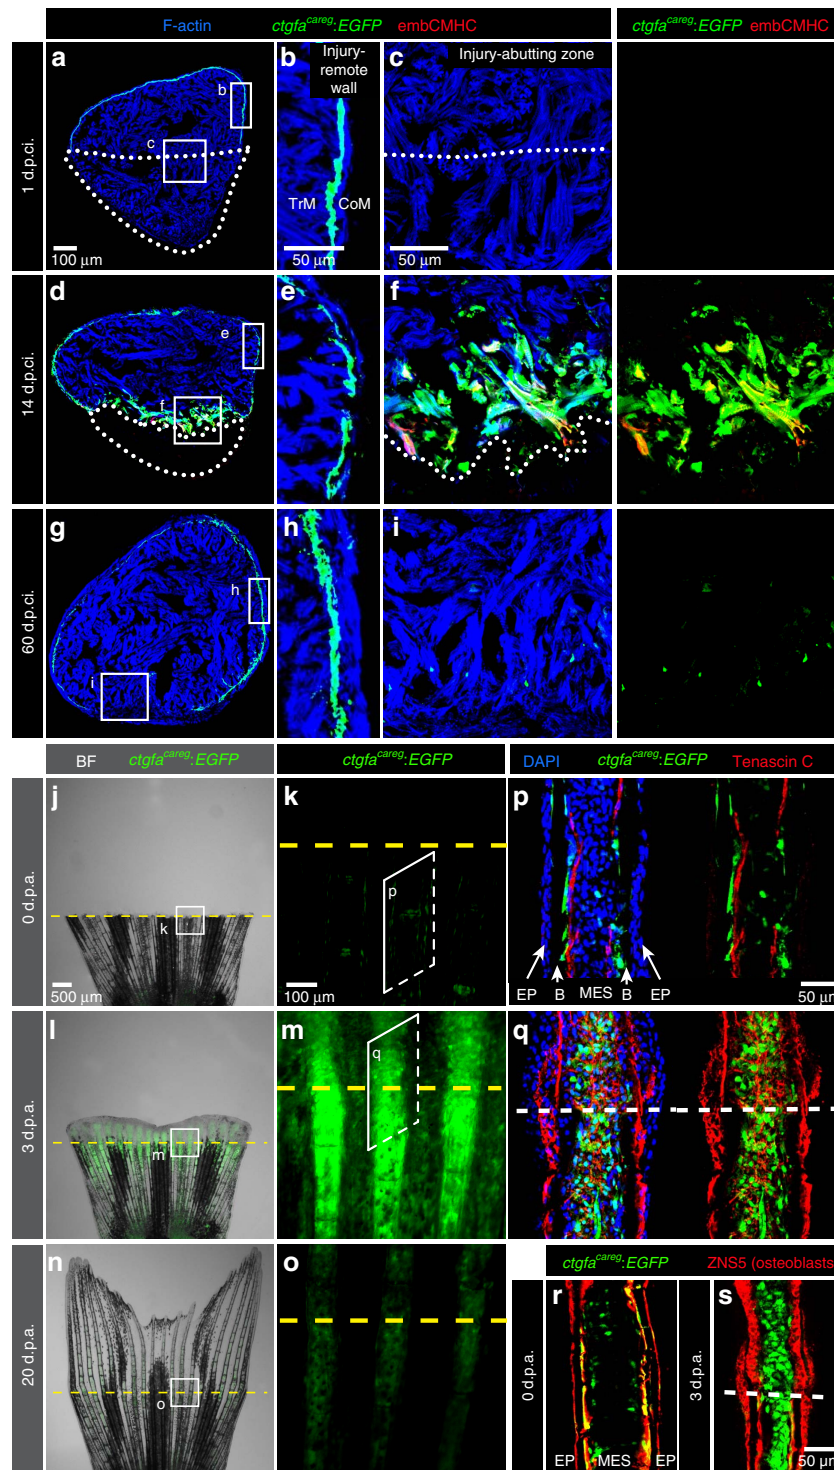 F-actin ctgfa^careg:EGFP embCMHC
ctgfa^careg:EGFP embCMHC
1 d.p.ci.
a
b
c
100 µm
b
Injury-
remote
wall
TrM CoM
50 µm
c
Injury-abutting zone
50 µm
14 d.p.ci.
d
e
f
e
f
60 d.p.ci.
g
h
i
h
i
BF ctgfa^careg:EGFP
ctgfa^careg:EGFP
DAPI ctgfa^careg:EGFP Tenascin C
0 d.p.a.
j
k
500 µm
k
p
100 µm
p
EP B MES B EP
50 µm
3 d.p.a.
l
m
m
q
q
20 d.p.a.
n
o
o
ctgfa^careg:EGFP ZNS5 (osteoblasts
0 d.p.a.
r
EP MES EP
3 d.p.a.
s
50 µm